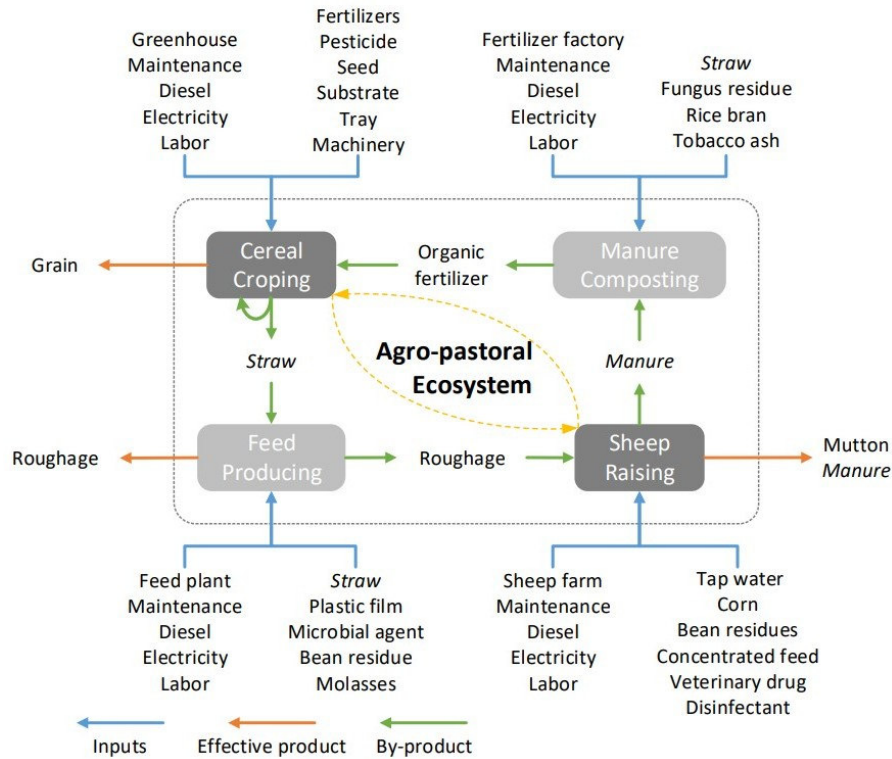 Greenhouse
Maintenance
Diesel
Electricity
Labor
Fertilizers
Pesticide
Seed
Substrate
Tray
Machinery
Fertilizer factory
Maintenance
Diesel
Electricity
Labor
Straw
Fungus residue
Rice bran
Tobacco ash
Grain
Cereal
Croping
Organic
fertilizer
Manure
Composting
Straw
Agro-pastoral
Ecosystem
Manure
Roughage
Feed
Producing
Roughage
Sheep
Raising
Mutton
Manure
Feed plant
Maintenance
Diesel
Electricity
Labor
Straw
Plastic film
Microbial agent
Bean residue
Molasses
Sheep farm
Maintenance
Diesel
Electricity
Labor
Tap water
Corn
Bean residues
Concentrated feed
Veterinary drug
Disinfectant
Inputs
Effective product
By-product